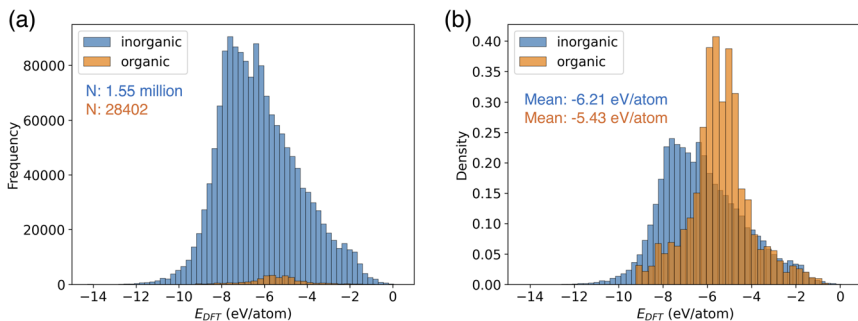 (a)
inorganic
organic
N: 1.55 million
N: 28402
Frequency
80000
60000
40000
20000
0
−14 −12 −10 −8 −6 −4 −2 0
E_DFT (eV/atom)
(b)
inorganic
organic
Mean: -6.21 eV/atom
Mean: -5.43 eV/atom
Density
0.40
0.35
0.30
0.25
0.20
0.15
0.10
0.05
0.00
−14 −12 −10 −8 −6 −4 −2 0
E_DFT (eV/atom)